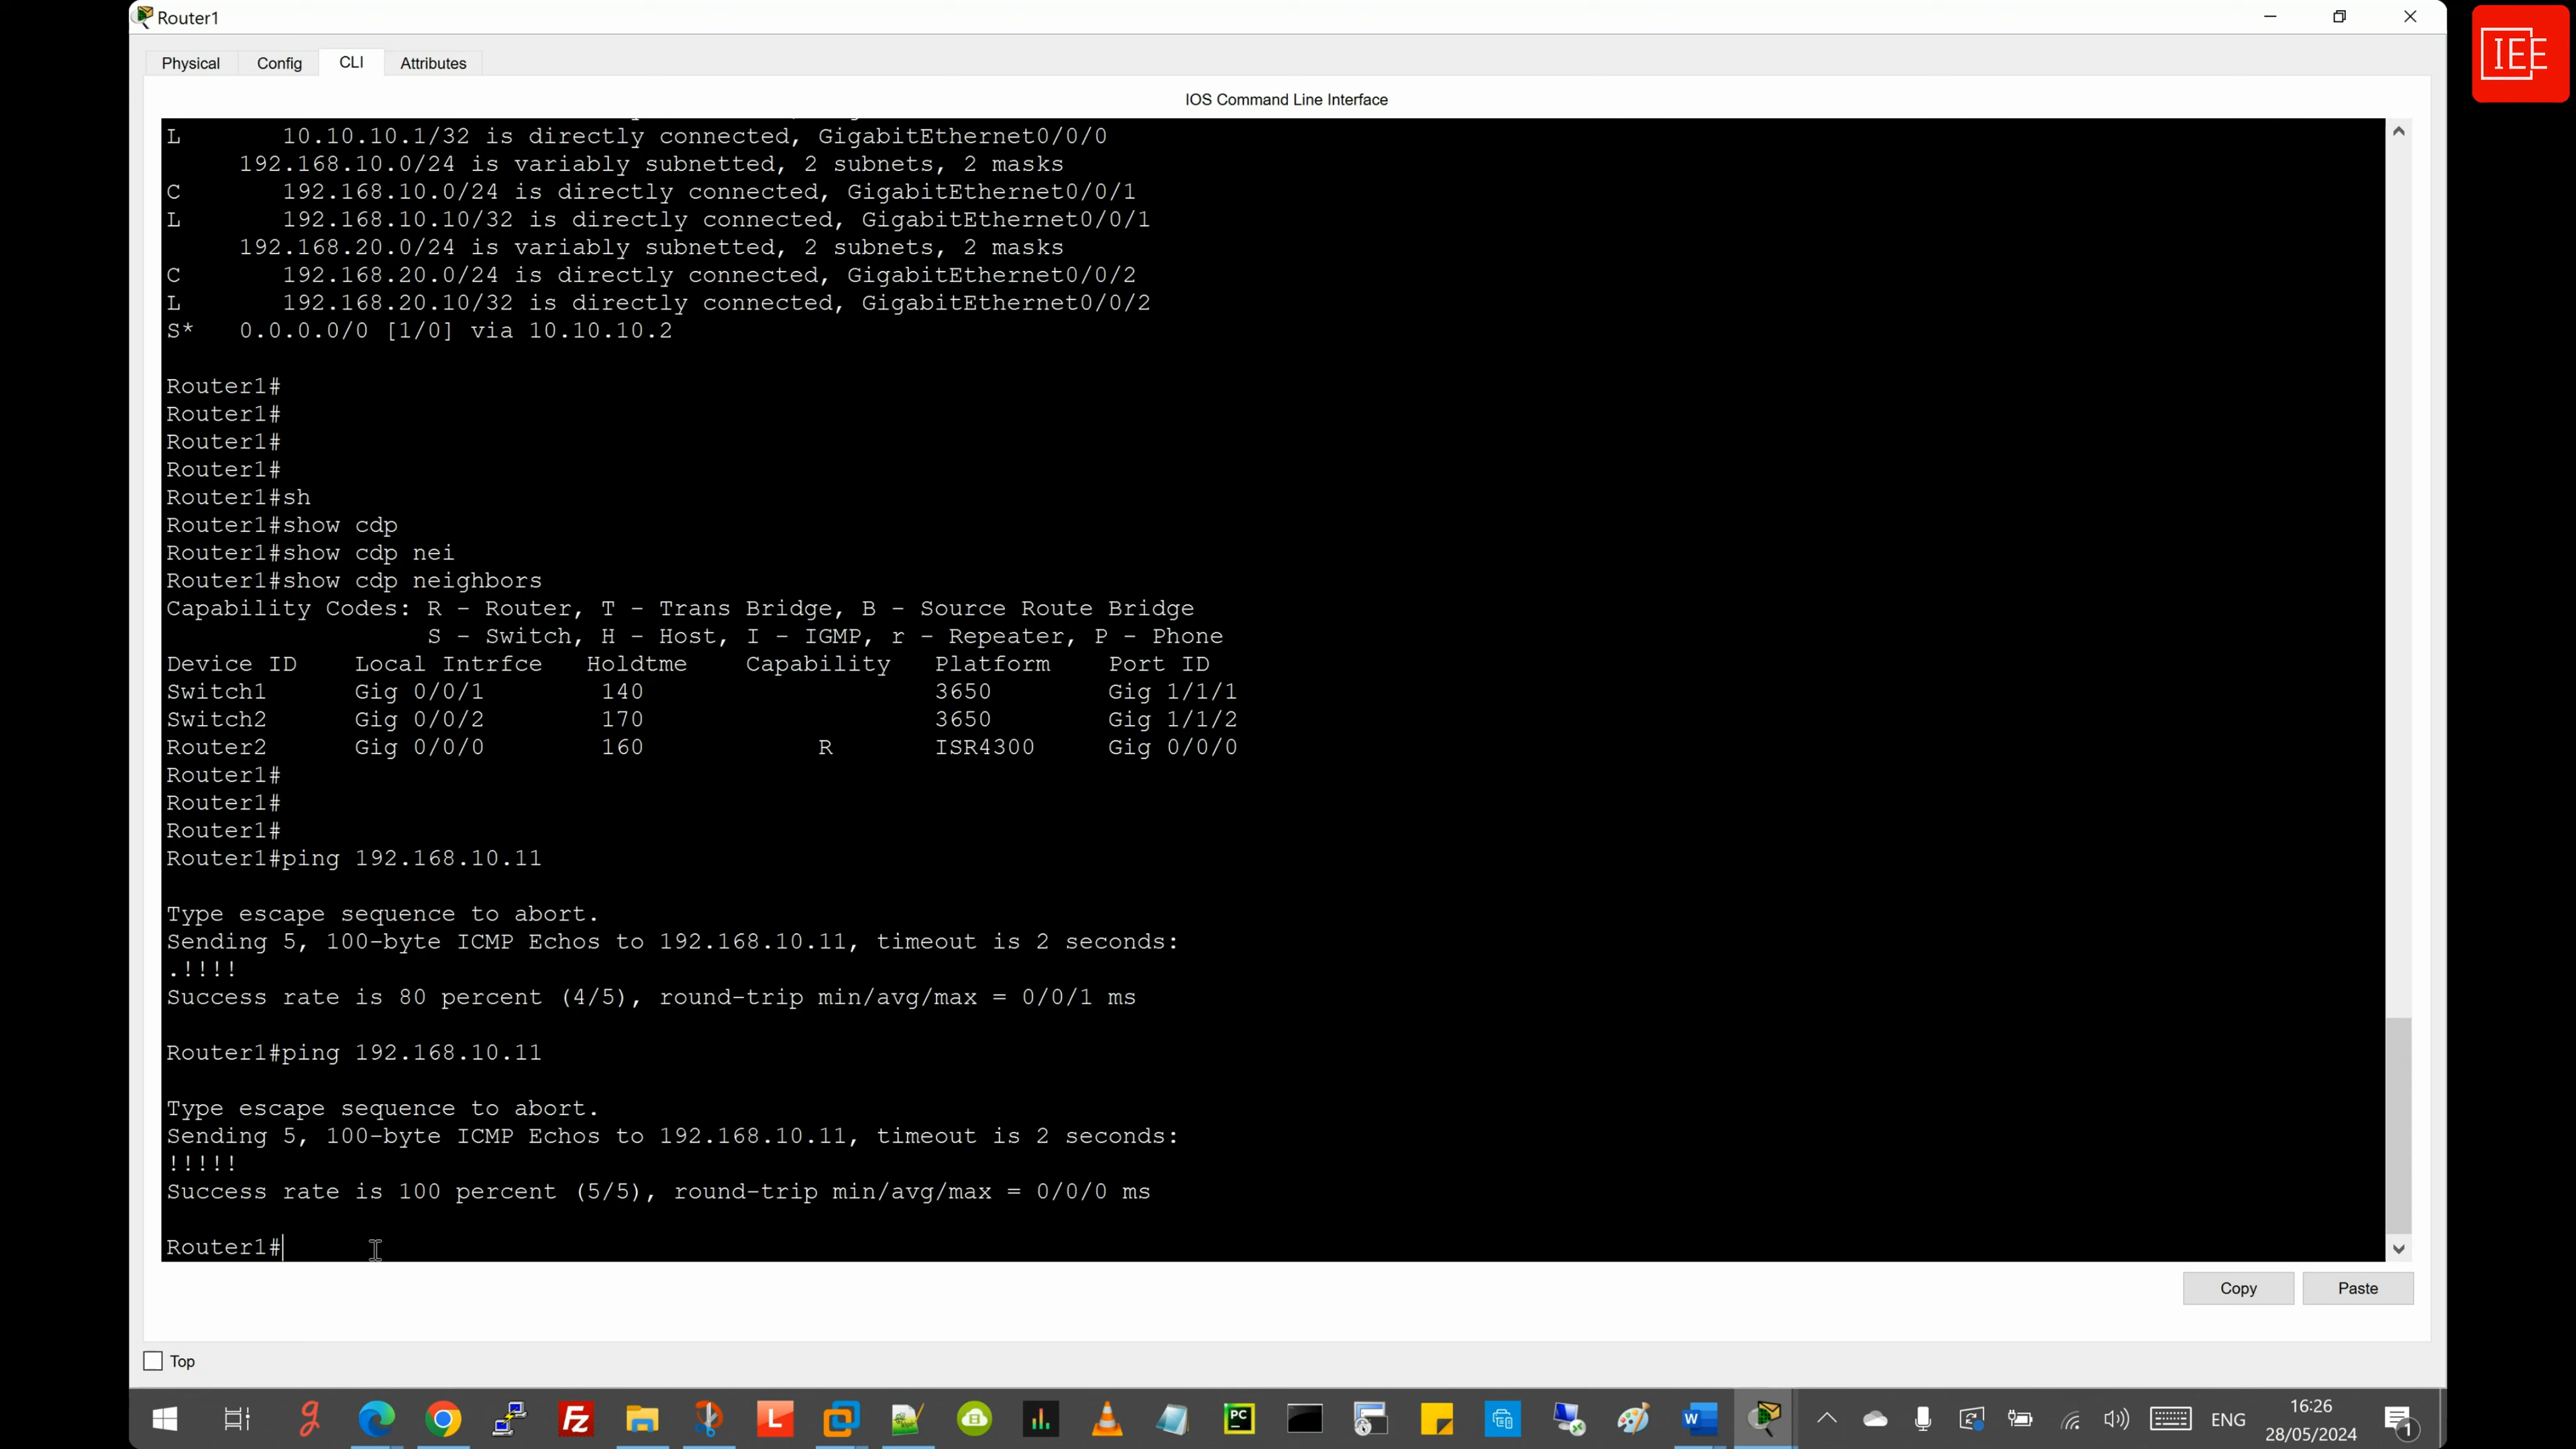 Router1
IEE
Physical Config CLI Attributes
IOS Command Line Interface
L        10.10.10.1/32 is directly connected, GigabitEthernet0/0/0
     192.168.10.0/24 is variably subnetted, 2 subnets, 2 masks
C        192.168.10.0/24 is directly connected, GigabitEthernet0/0/1
L        192.168.10.10/32 is directly connected, GigabitEthernet0/0/1
     192.168.20.0/24 is variably subnetted, 2 subnets, 2 masks
C        192.168.20.0/24 is directly connected, GigabitEthernet0/0/2
L        192.168.20.10/32 is directly connected, GigabitEthernet0/0/2
S*   0.0.0.0/0 [1/0] via 10.10.10.2
Router1#
Router1#
Router1#
Router1#
Router1#sh
Router1#show cdp
Router1#show cdp nei
Router1#show cdp neighbors
Capability Codes: R - Router, T - Trans Bridge, B - Source Route Bridge
                  S - Switch, H - Host, I - IGMP, r - Repeater, P - Phone
Device ID    Local Intrfce   Holdtme    Capability   Platform    Port ID
Switch1      Gig 0/0/1        140                    3650        Gig 1/1/1
Switch2      Gig 0/0/2        170                    3650        Gig 1/1/2
Router2      Gig 0/0/0        160            R       ISR4300     Gig 0/0/0
Router1#
Router1#
Router1#
Router1#ping 192.168.10.11
Type escape sequence to abort.
Sending 5, 100-byte ICMP Echos to 192.168.10.11, timeout is 2 seconds:
.!!!!
Success rate is 80 percent (4/5), round-trip min/avg/max = 0/0/1 ms
Router1#ping 192.168.10.11
Type escape sequence to abort.
Sending 5, 100-byte ICMP Echos to 192.168.10.11, timeout is 2 seconds:
!!!!!
Success rate is 100 percent (5/5), round-trip min/avg/max = 0/0/0 ms
Router1#
Copy Paste
Top
ENG
16:26
28/05/2024